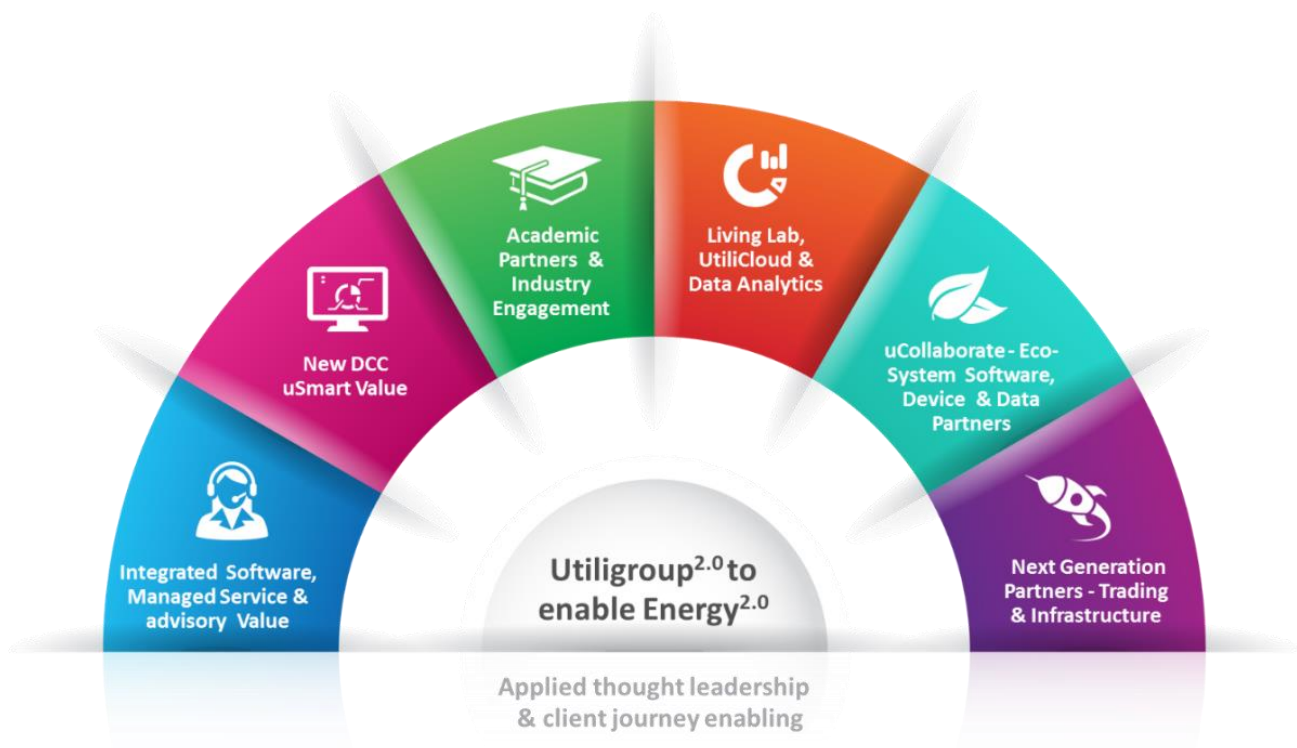 Integrated Software,
Managed Service &
advisory Value
New DCC
uSmart Value
Academic
Partners &
Industry
Engagement
Living Lab,
UtiliCloud &
Data Analytics
uCollaborate - Eco-
System Software,
Device & Data
Partners
Next Generation
Partners - Trading
& Infrastructure
Utiligroup2.0 to
enable Energy2.0
Applied thought leadership
& client journey enabling